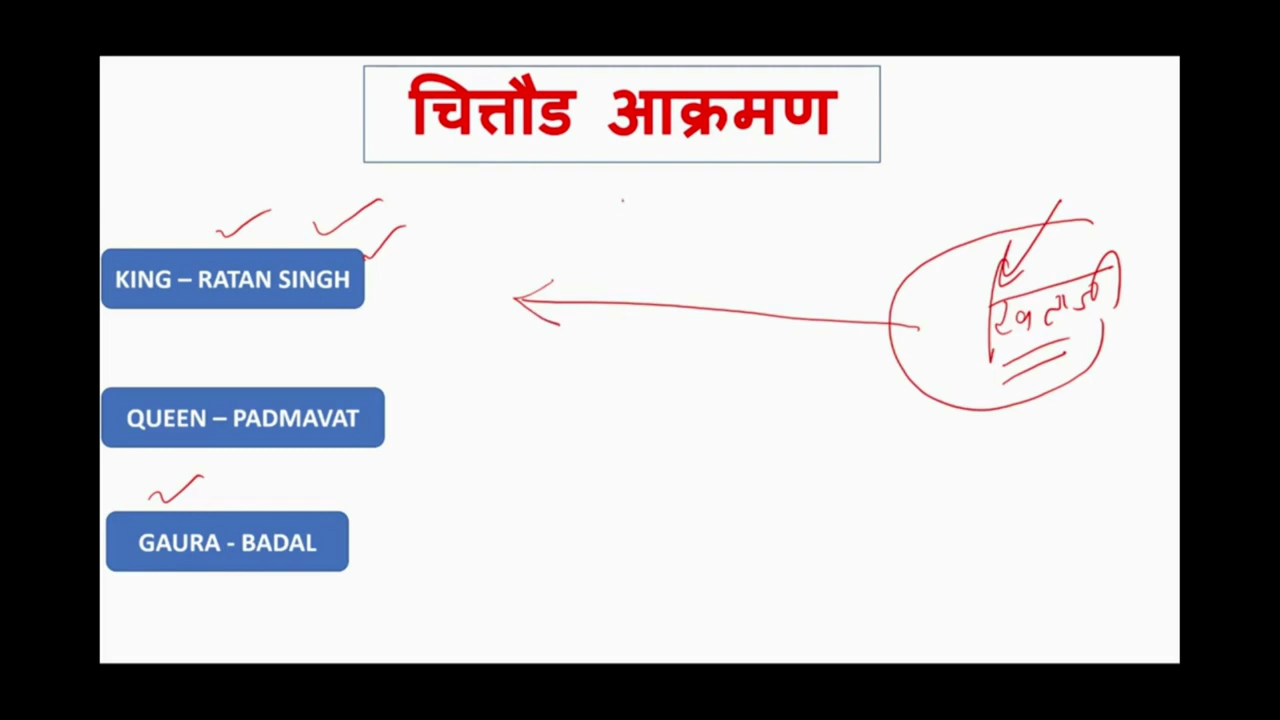 चित्तौड आक्रमण
KING – RATAN SINGH
QUEEN – PADMAVAT
GAURA - BADAL